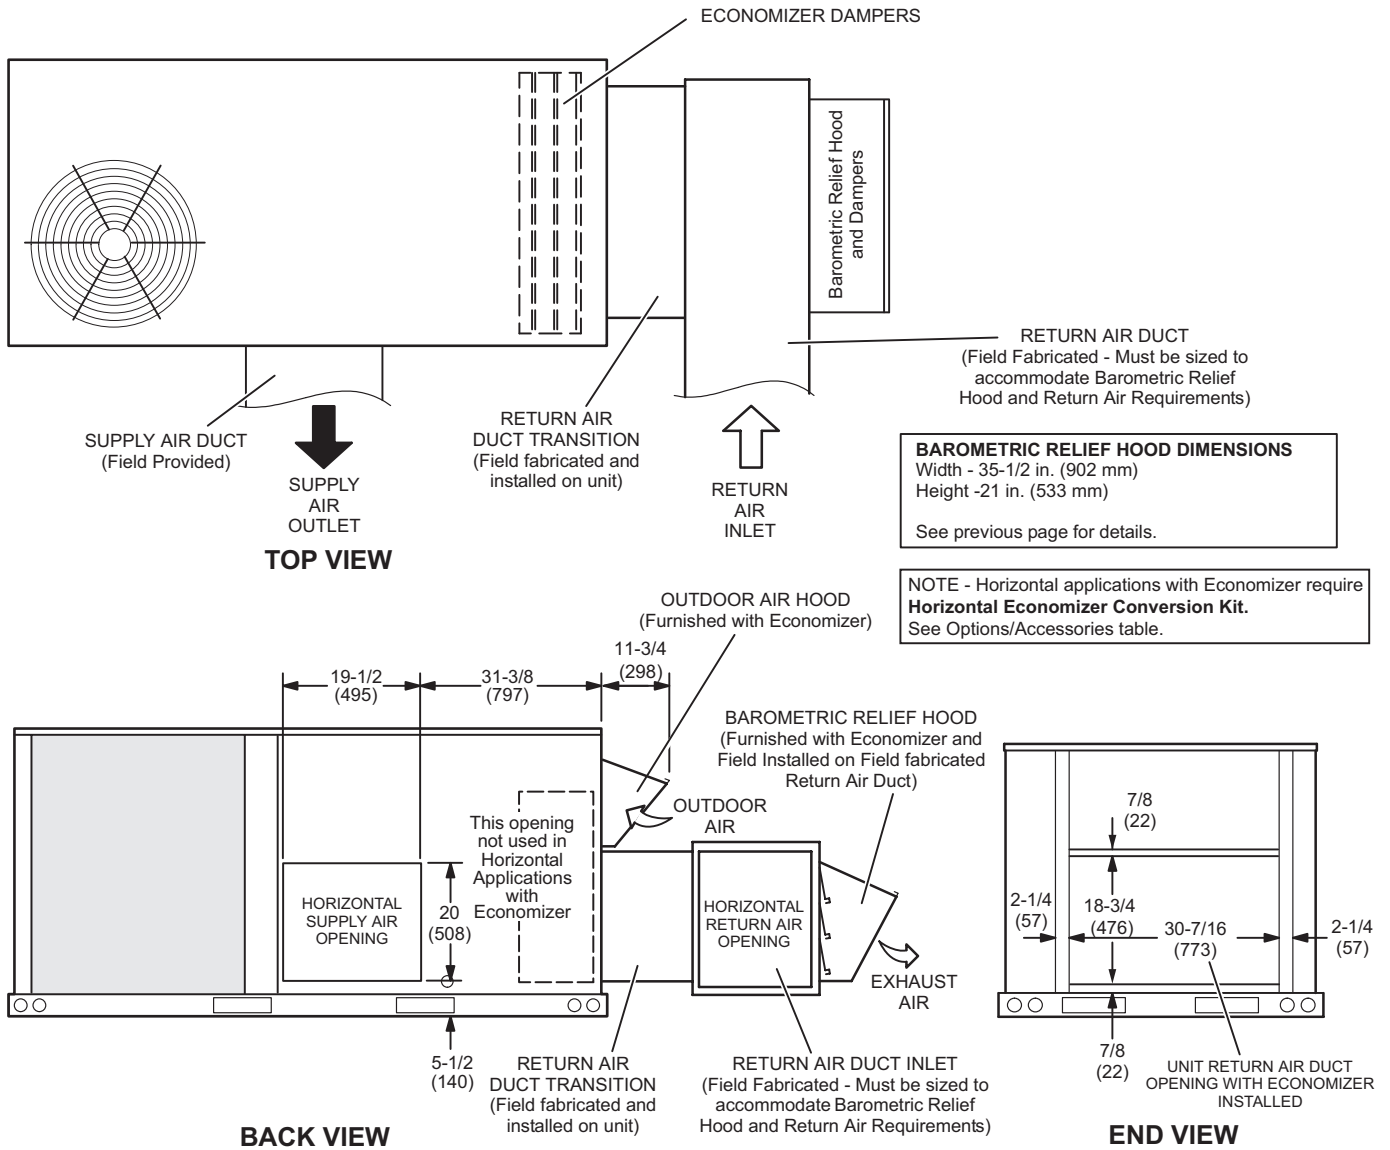 ECONOMIZER DAMPERS
Barometric Relief Hood
and Dampers
RETURN AIR DUCT
(Field Fabricated - Must be sized to
accommodate Barometric Relief
Hood and Return Air Requirements)
SUPPLY AIR DUCT
(Field Provided)
SUPPLY
AIR
OUTLET
RETURN AIR
DUCT TRANSITION
(Field fabricated and
installed on unit)
RETURN
AIR
INLET
TOP VIEW
BAROMETRIC RELIEF HOOD DIMENSIONS
Width - 35-1/2 in. (902 mm)
Height -21 in. (533 mm)
See previous page for details.
NOTE - Horizontal applications with Economizer require
Horizontal Economizer Conversion Kit.
See Options/Accessories table.
OUTDOOR AIR HOOD
(Furnished with Economizer)
19-1/2
(495)
31-3/8
(797)
11-3/4
(298)
BAROMETRIC RELIEF HOOD
(Furnished with Economizer and
Field Installed on Field fabricated
Return Air Duct)
OUTDOOR
AIR
This opening
not used in
Horizontal
Applications
with
Economizer
HORIZONTAL
SUPPLY AIR
OPENING
20
(508)
HORIZONTAL
RETURN AIR
OPENING
EXHAUST
AIR
5-1/2
(140)
RETURN AIR
DUCT TRANSITION
(Field fabricated and
installed on unit)
RETURN AIR DUCT INLET
(Field Fabricated - Must be sized to
accommodate Barometric Relief
Hood and Return Air Requirements)
BACK VIEW
7/8
(22)
2-1/4
(57)
18-3/4
(476)
30-7/16
(773)
2-1/4
(57)
7/8
(22)
UNIT RETURN AIR DUCT
OPENING WITH ECONOMIZER
INSTALLED
END VIEW